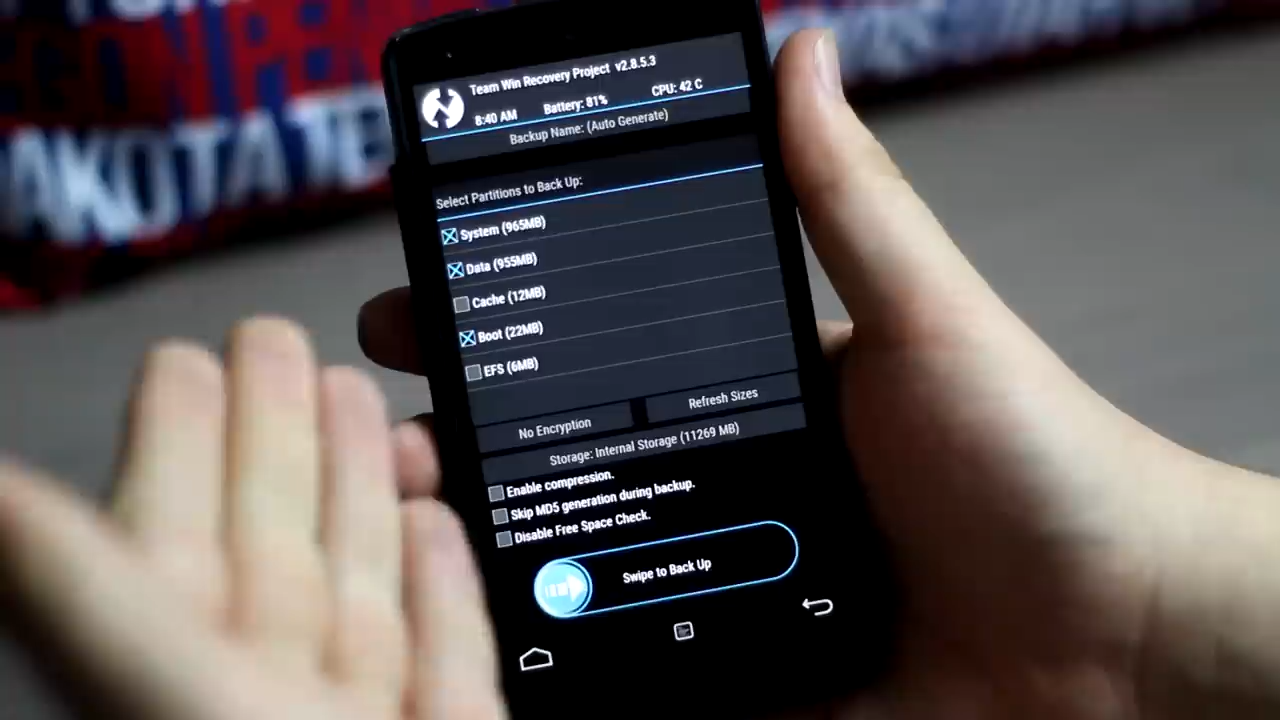 Team Win Recovery Project v2.8.5.3
8:40 AM Battery: 81% CPU: 42 C
Backup Name: (Auto Generate)
Select Partitions to Back Up:
System (965MB)
Data (955MB)
Cache (12MB)
Boot (22MB)
EFS (6MB)
No Encryption Refresh Sizes
Storage: Internal Storage (11269 MB)
Enable compression.
Skip MD5 generation during backup.
Disable Free Space Check.
Swipe to Back Up